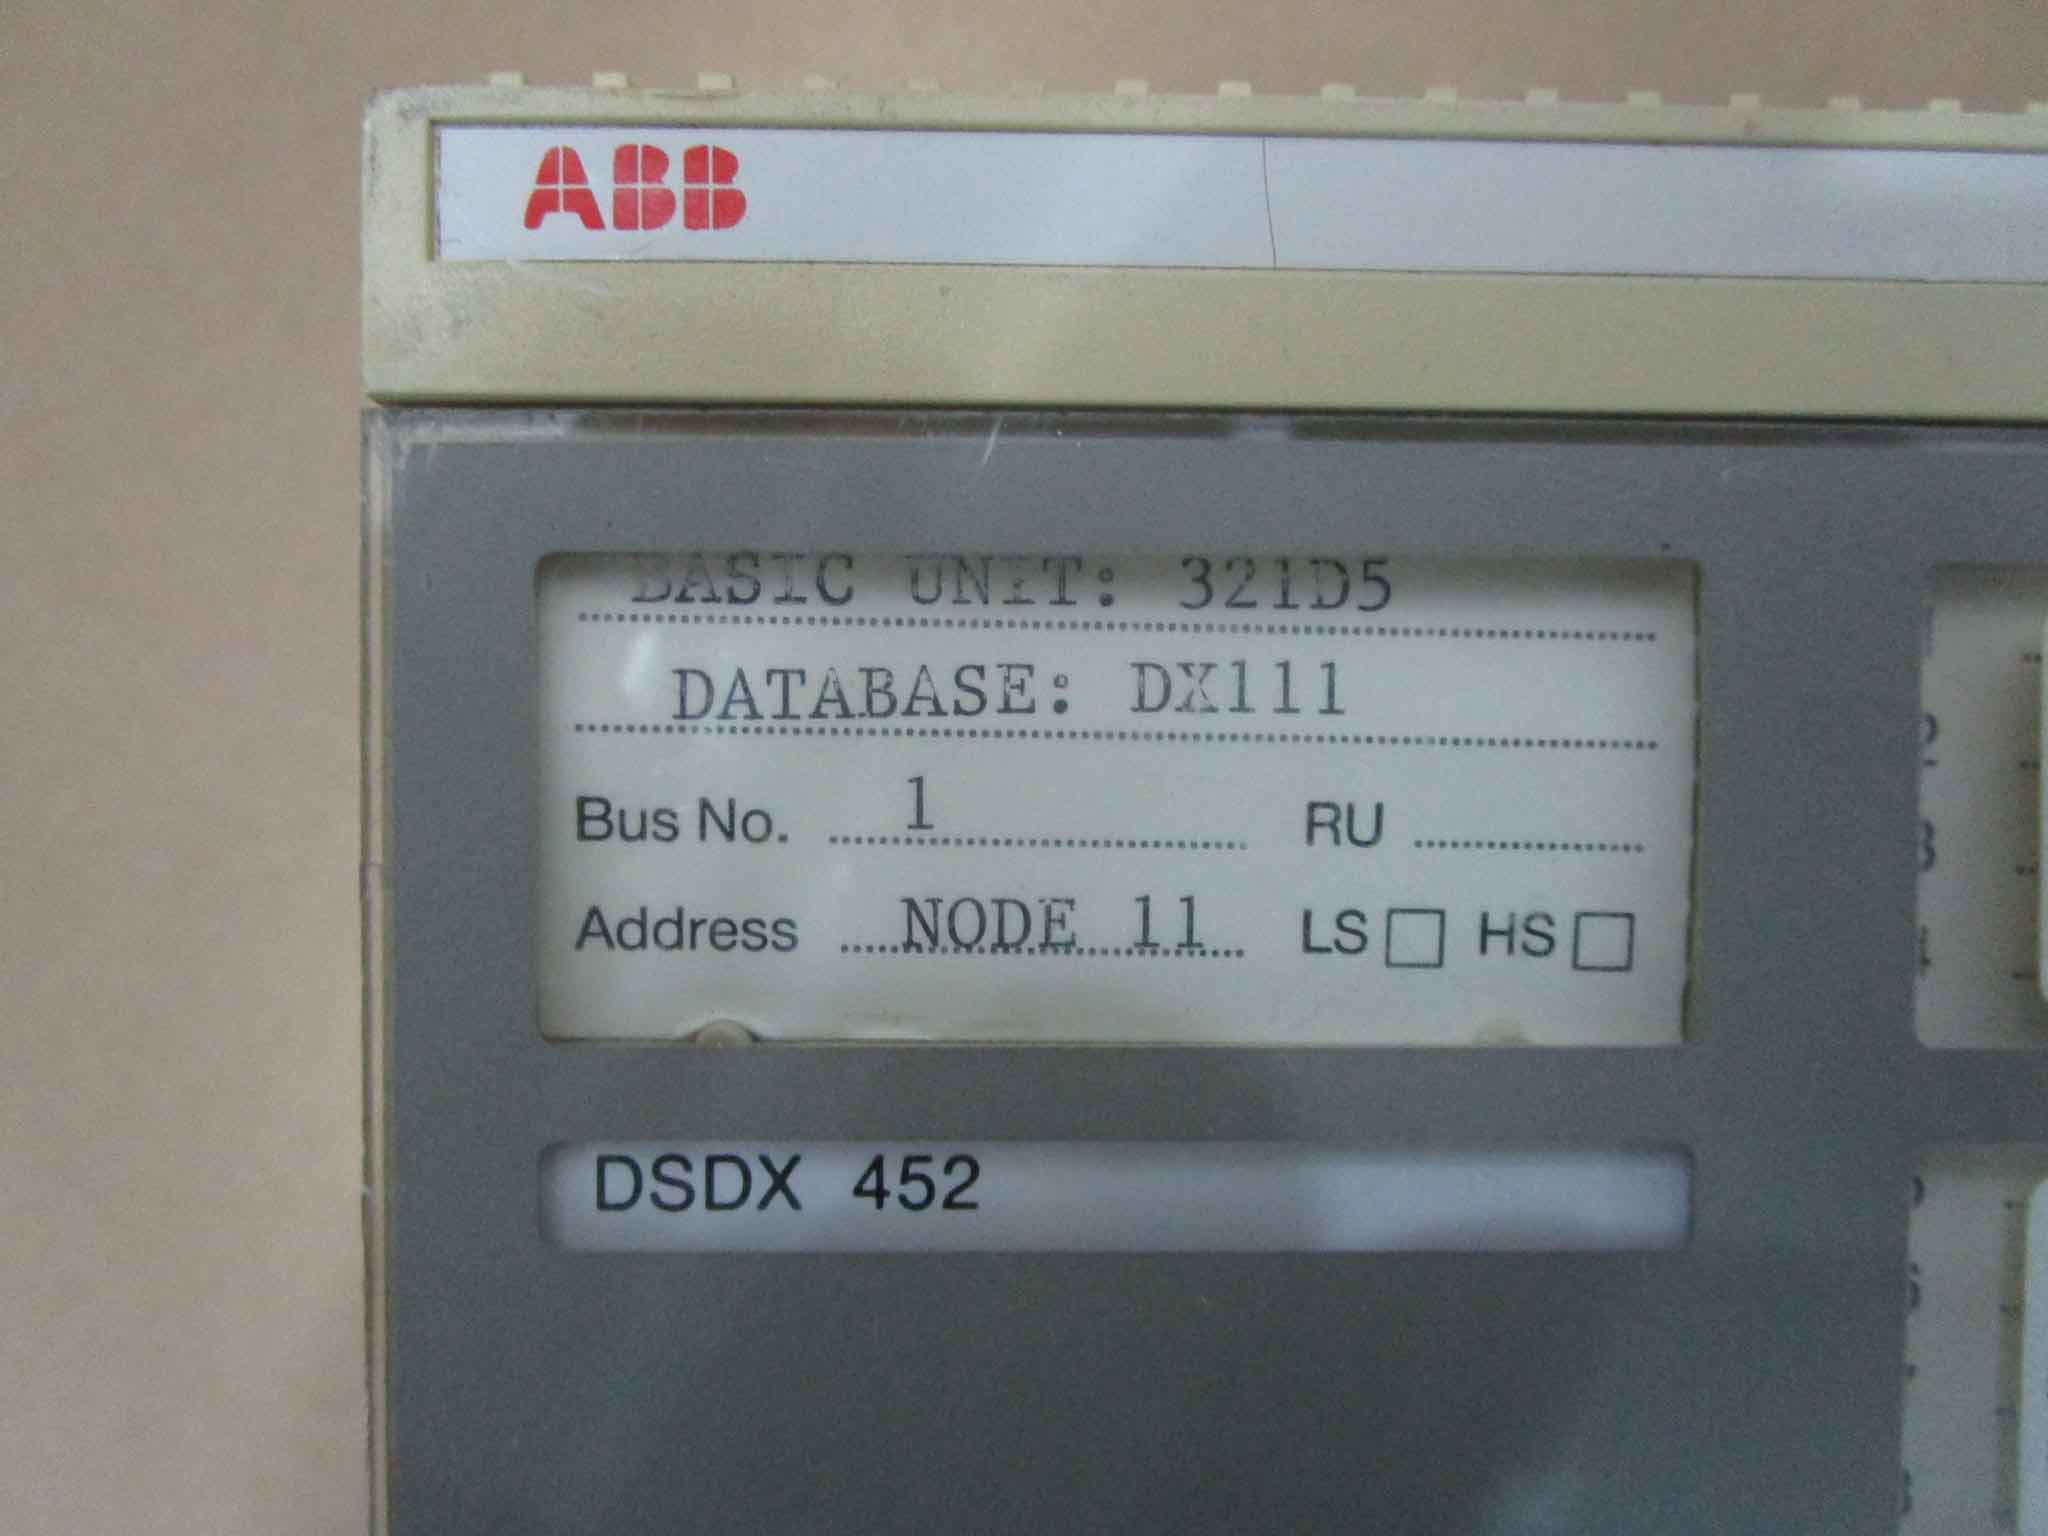 ABB
BASIC UNIT: 321D5
DATABASE: DX111
Bus No. 1 RU
Address NODE 11 LS HS
DSDX 452